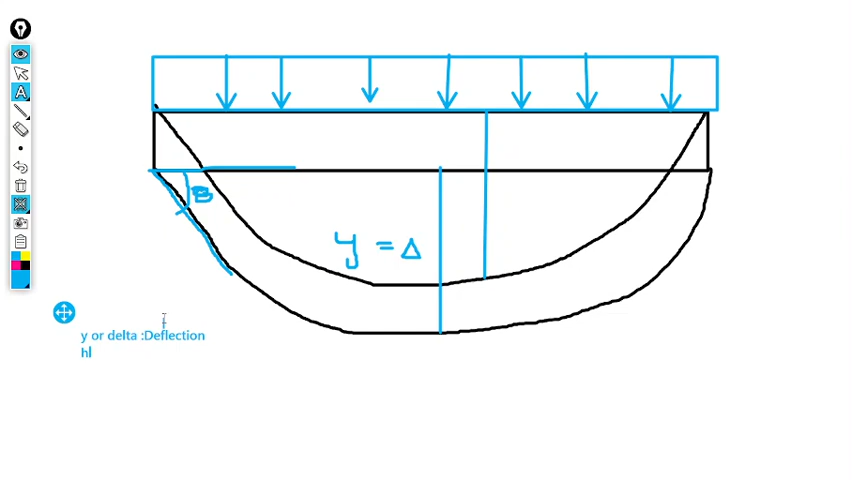 B
y = Δ
y or delta :Deflection
hl